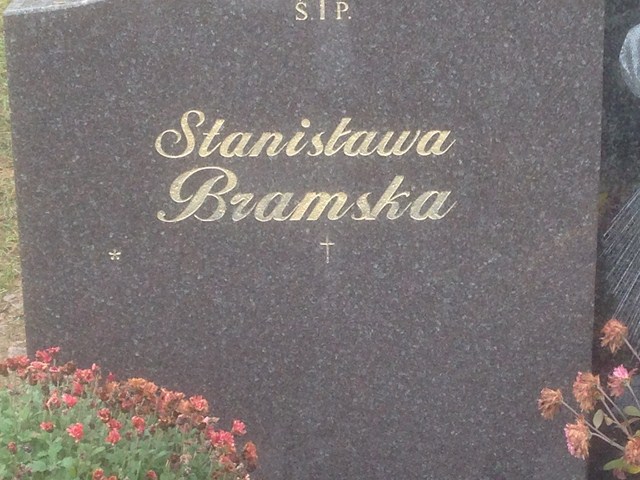 Ś. I P.
Stanisława
Bramska
* †